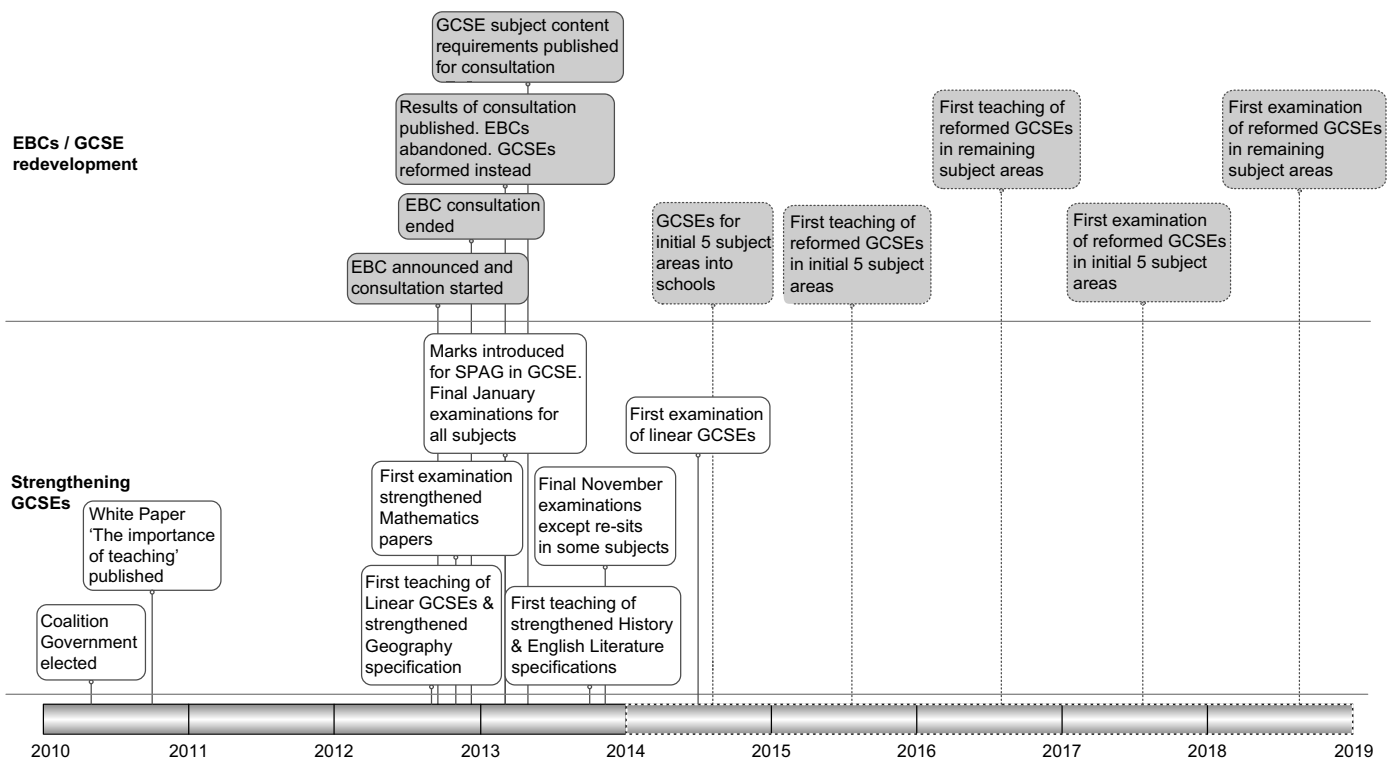 GCSE subject content
requirements published
for consultation
Results of consultation
published. EBCs
abandoned. GCSEs
reformed instead
EBC consultation
ended
EBC announced and
consultation started
EBCs / GCSE
redevelopment
GCSEs for
initial 5 subject
areas into
schools
First teaching of
reformed GCSEs
in initial 5 subject
areas
First teaching of
reformed GCSEs
in remaining
subject areas
First examination
of reformed GCSEs
in initial 5 subject
areas
First examination
of reformed GCSEs
in remaining
subject areas
Strengthening
GCSEs
Coalition
Government
elected
White Paper
‘The importance
of teaching’
published
Marks introduced
for SPAG in GCSE.
Final January
examinations for
all subjects
First examination
strengthened
Mathematics
papers
First teaching of
Linear GCSEs &
strengthened
Geography
specification
Final November
examinations
except re-sits
in some subjects
First teaching of
strengthened History
& English Literature
specifications
First examination
of linear GCSEs
2010 2011 2012 2013 2014 2015 2016 2017 2018 2019